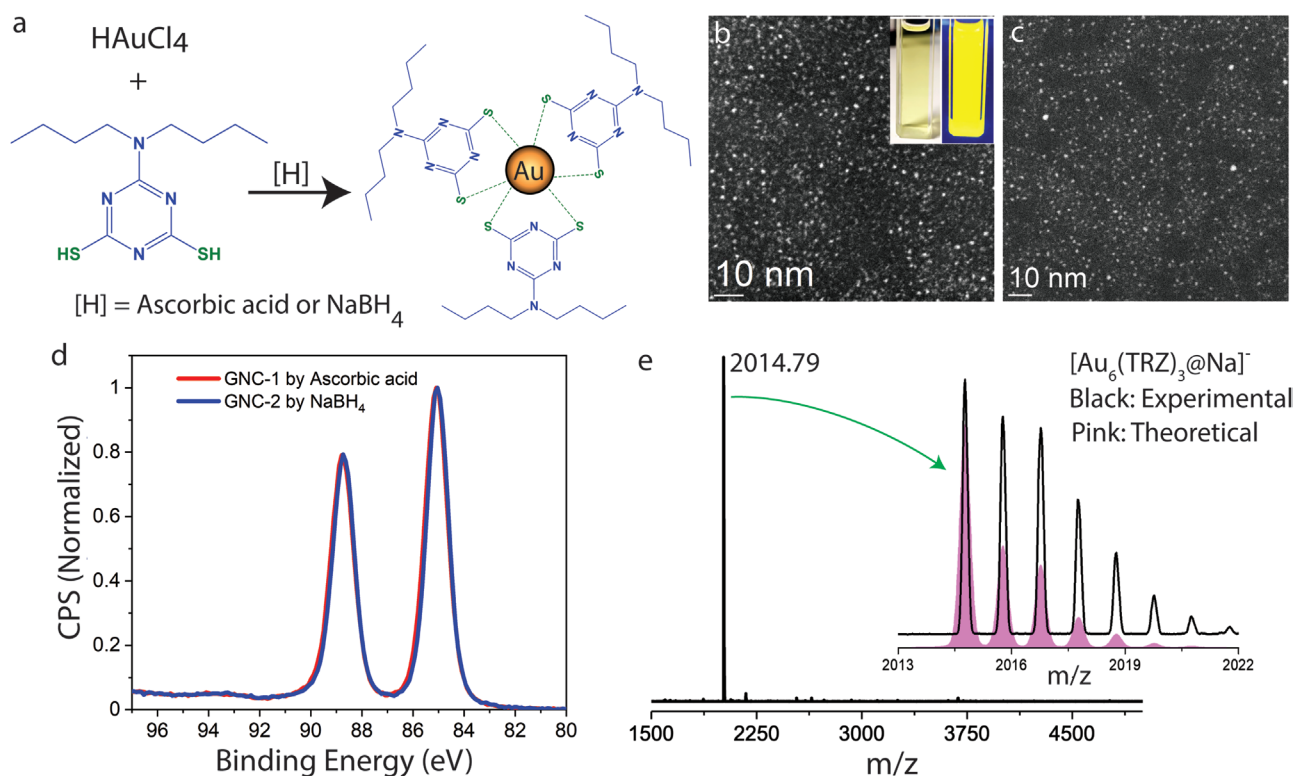 a
HAuCl4
+
N
N
N
N
HS
SH
[H]
[H] = Ascorbic acid or NaBH4
Au
N
N
N
N
S
S
N
N
N
N
S
S
S
S
N
N
N
N
b
10 nm
c
10 nm
d
GNC-1 by Ascorbic acid
GNC-2 by NaBH4
CPS (Normalized)
1
0.8
0.6
0.4
0.2
0
96 94 92 90 88 86 84 82 80
Binding Energy (eV)
e
2014.79
[Au6(TRZ)3@Na]-
Black: Experimental
Pink: Theoretical
2013 2016 2019 2022
m/z
1500 2250 3000 3750 4500
m/z